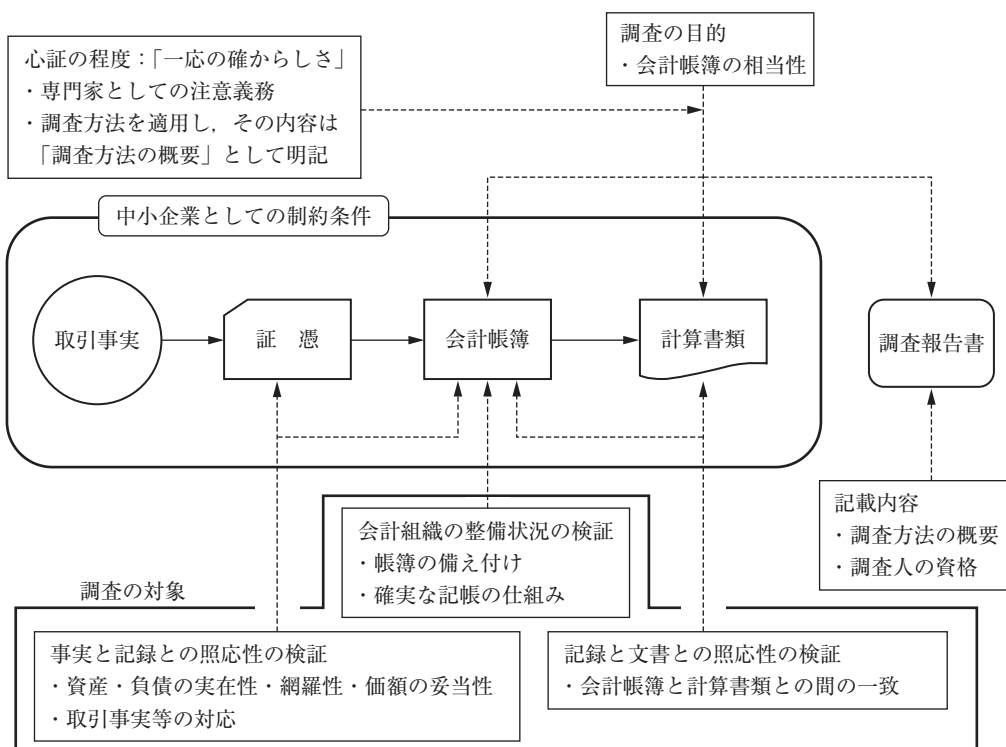 心証の程度：「一応の確からしさ」
・専門家としての注意義務
・調査方法を適用し，その内容は
「調査方法の概要」として明記
調査の目的
・会計帳簿の相当性
中小企業としての制約条件
取引事実
証　憑
会計帳簿
計算書類
調査報告書
記載内容
・調査方法の概要
・調査人の資格
会計組織の整備状況の検証
・帳簿の備え付け
・確実な記帳の仕組み
調査の対象
事実と記録との照応性の検証
・資産・負債の実在性・網羅性・価額の妥当性
・取引事実等の対応
記録と文書との照応性の検証
・会計帳簿と計算書類との間の一致